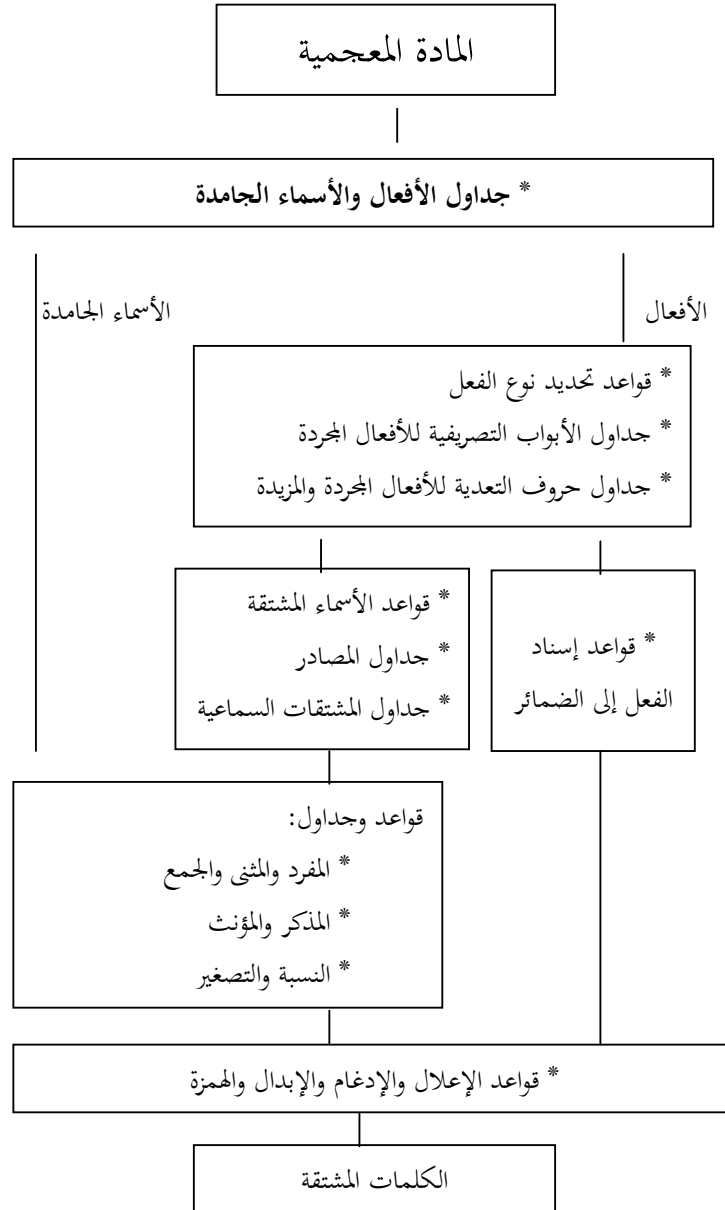 المادة المعجمية
* جداول الأفعال والأسماء الجامدة
الأفعال
الأسماء الجامدة
* قواعد تحديد نوع الفعل
* جداول الأبواب التصريفية للأفعال المجردة
* جداول حروف التعدية للأفعال المجردة والمزيدة
* قواعد إسناد
الفعل إلى الضمائر
* قواعد الأسماء المشتقة
* جداول المصادر
* جداول المشتقات السماعية
قواعد وجداول:
* المفرد والمثنى والجمع
* المذكر والمؤنث
* النسبة والتصغير
* قواعد الإعلال والإدغام والإبدال والهمزة
الكلمات المشتقة